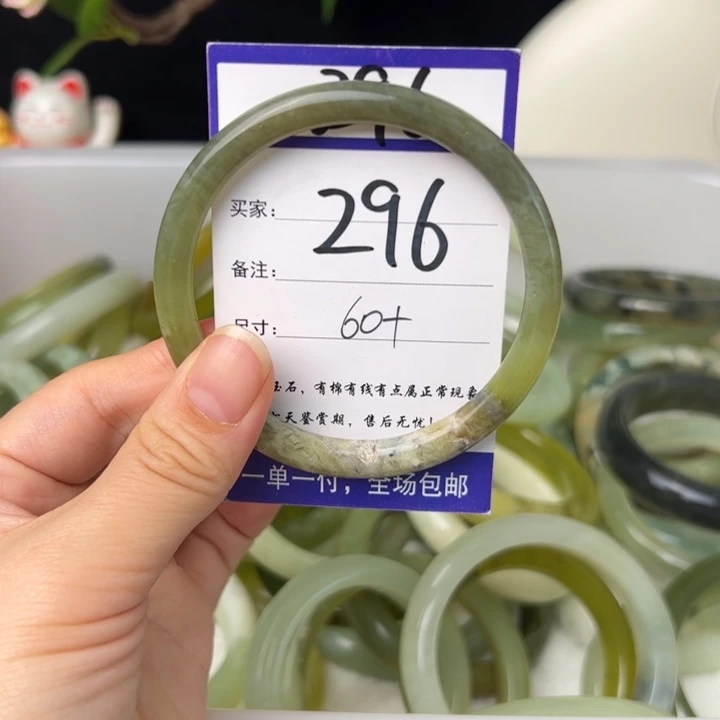 296
买家: 296
备注:
尺寸: 60+
玉石，有棉有线有点属正常现象
七天鉴赏期，售后无忧!
一单一付，全场包邮